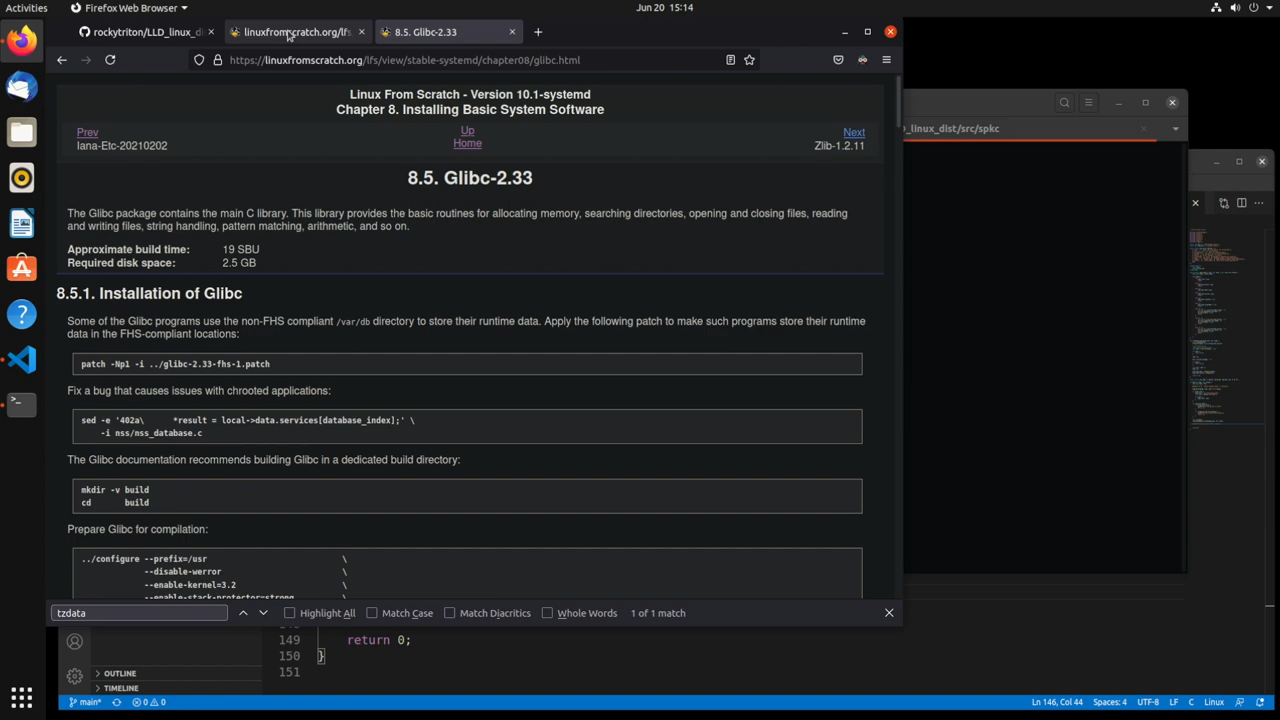 Activities
Firefox Web Browser
Jun 20 15:14
rockytriton/LLD_linux_di
linuxfromscratch.org/lfs
8.5. Glibc-2.33
https://linuxfromscratch.org/lfs/view/stable-systemd/chapter08/glibc.html
Linux From Scratch - Version 10.1-systemd
Chapter 8. Installing Basic System Software
Prev
Up
Next
Iana-Etc-20210202
Home
Zlib-1.2.11
_linux_dist/src/spkc
8.5. Glibc-2.33
The Glibc package contains the main C library. This library provides the basic routines for allocating memory, searching directories, opening and closing files, reading
and writing files, string handling, pattern matching, arithmetic, and so on.
Approximate build time: 19 SBU
Required disk space: 2.5 GB
8.5.1. Installation of Glibc
Some of the Glibc programs use the non-FHS compliant /var/db directory to store their runtime data. Apply the following patch to make such programs store their runtime
data in the FHS-compliant locations:
patch -Np1 -i ../glibc-2.33-fhs-1.patch
Fix a bug that causes issues with chrooted applications:
sed -e '402a\ *result = local->data.services[database_index];' \
-i nss/nss_database.c
The Glibc documentation recommends building Glibc in a dedicated build directory:
mkdir -v build
cd build
Prepare Glibc for compilation:
../configure --prefix=/usr \
--disable-werror \
--enable-kernel=3.2 \
--enable-stack-protector=strong \
tzdata
Highlight All
Match Case
Match Diacritics
Whole Words
1 of 1 match
149 return 0;
150 }
151
OUTLINE
TIMELINE
main*
0 0
Ln 146, Col 44
Spaces: 4
UTF-8
LF
C
Linux